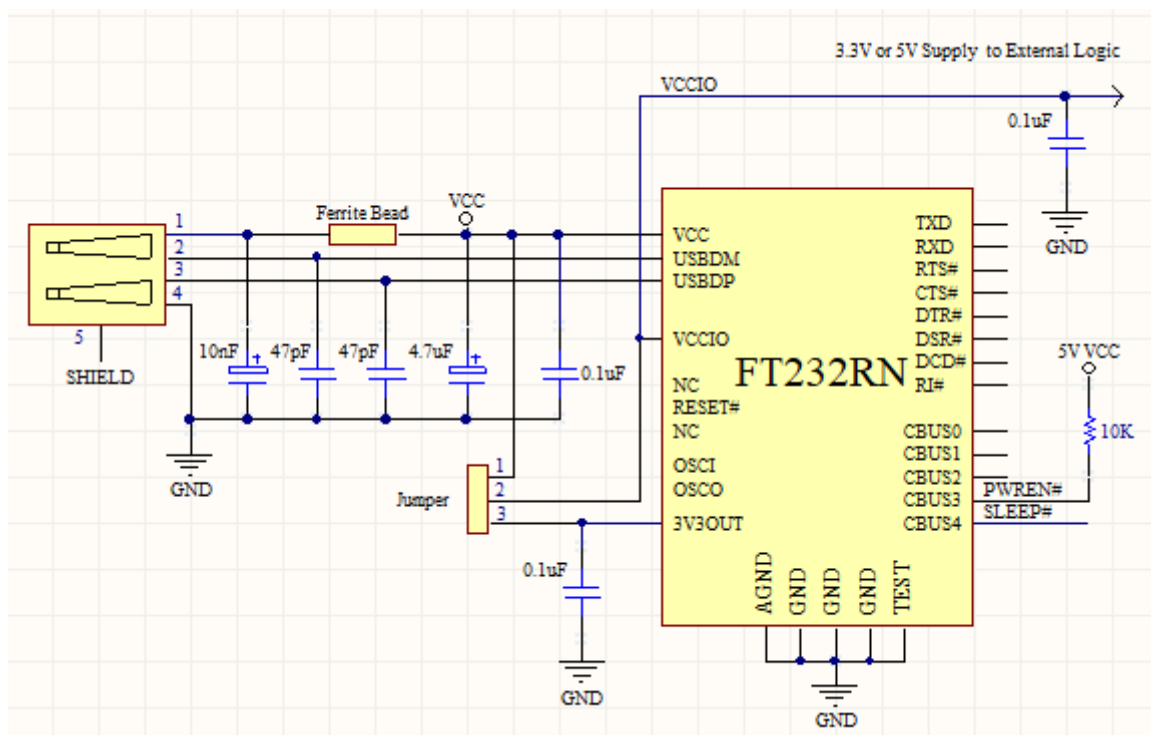 3.3V or 5V Supply to External Logic
VCCIO
0.1uF
GND
VCC
Ferrite Bead
1
2
3
4
5
SHIELD
10nF
47pF
47pF
4.7uF
0.1uF
GND
Jumper
1
2
3
0.1uF
GND
VCC
USBDM
USBDP
VCCIO
NC
RESET#
NC
OSCI
OSCO
3V3OUT
FT232RN
TXD
RXD
RTS#
CTS#
DTR#
DSR#
DCD#
RI#
CBUS0
CBUS1
CBUS2
CBUS3
CBUS4
PWREN#
SLEEP#
5V VCC
10K
AGND
GND
GND
GND
TEST
GND